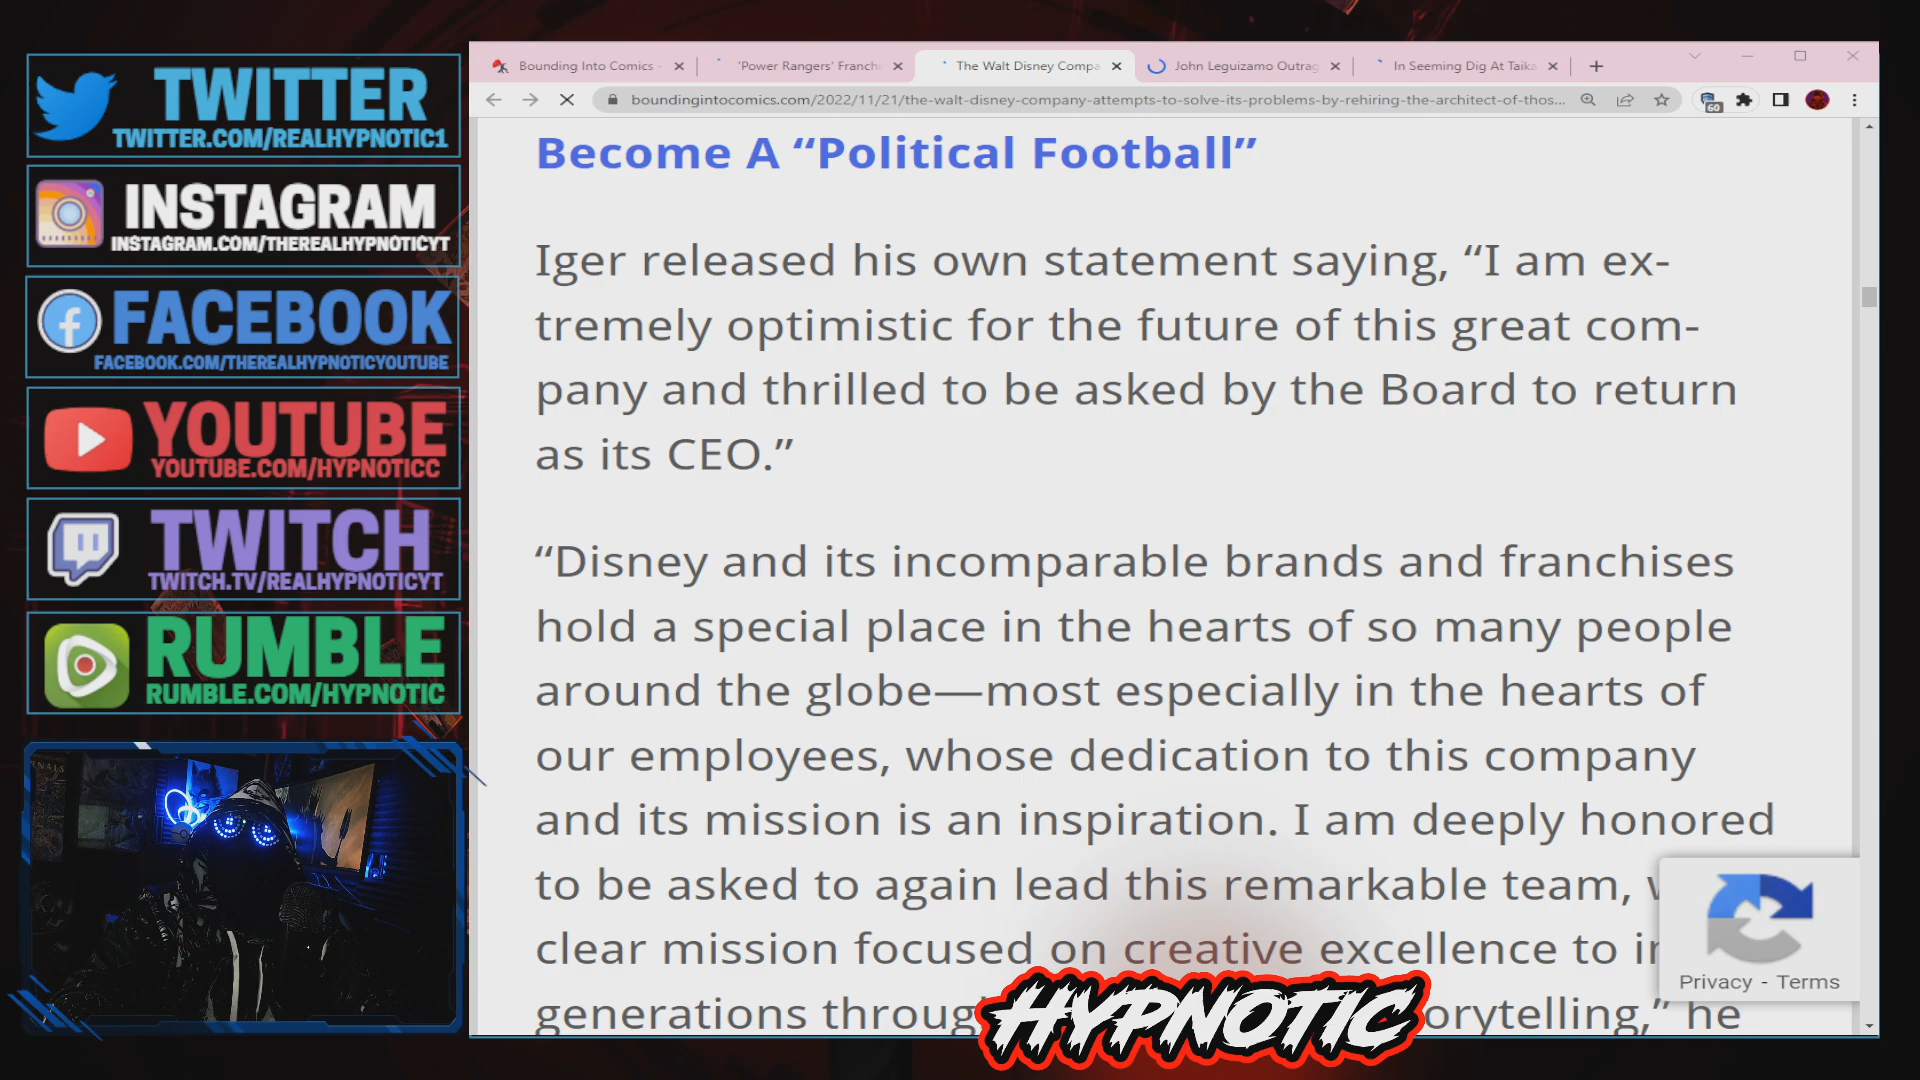 TWITTER
TWITTER.COM/REALHYPNOTIC1
INSTAGRAM
INSTAGRAM.COM/THEREALHYPNOTICYT
FACEBOOK
FACEBOOK.COM/THEREALHYPNOTICYOUTUBE
YOUTUBE
YOUTUBE.COM/HYPNOTICC
TWITCH
TWITCH.TV/REALHYPNOTICYT
RUMBLE
RUMBLE.COM/HYPNOTIC
Bounding Into Comics -
'Power Rangers' Franch
The Walt Disney Compa
John Leguizamo Outrag
In Seeming Dig At Taika
boundingintocomics.com/2022/11/21/the-walt-disney-company-attempts-to-solve-its-problems-by-rehiring-the-architect-of-thos...
60
Become A “Political Football”
Iger released his own statement saying, “I am ex-
tremely optimistic for the future of this great com-
pany and thrilled to be asked by the Board to return
as its CEO.”
“Disney and its incomparable brands and franchises
hold a special place in the hearts of so many people
around the globe—most especially in the hearts of
our employees, whose dedication to this company
and its mission is an inspiration. I am deeply honored
to be asked to again lead this remarkable team,
clear mission focused on creative excellence to
generations throug orytelling,” he
Privacy - Terms
HYPNOTIC